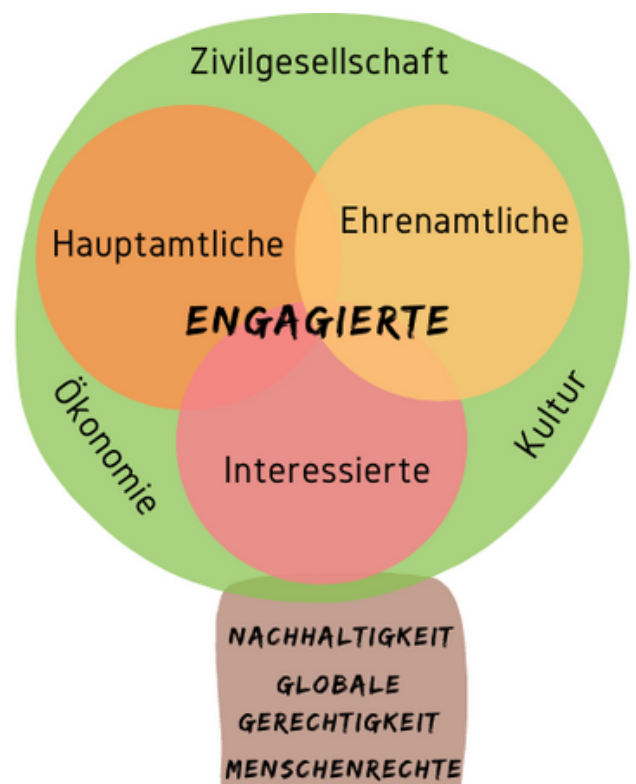 Zivilgesellschaft
Ehrenamtliche
Hauptamtliche
ENGAGIERTE
Ökonomie
Kultur
Interessierte
NACHHALTIGKEIT
GLOBALE
GERECHTIGKEIT
MENSCHENRECHTE